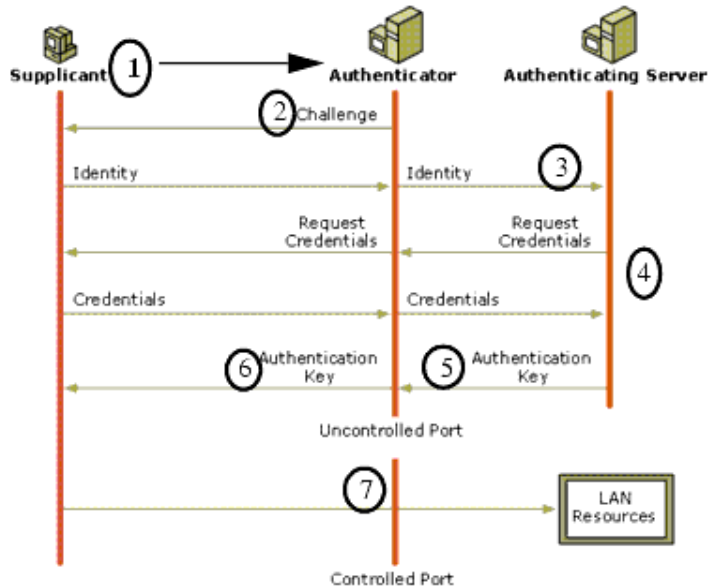 Supplicant
1
Authenticator
Authenticating Server
2
Challenge
Identity
Identity
3
Request
Credentials
Request
Credentials
4
Credentials
Credentials
6
Authentication
Key
5
Authentication
Key
Uncontrolled Port
7
LAN
Resources
Controlled Port